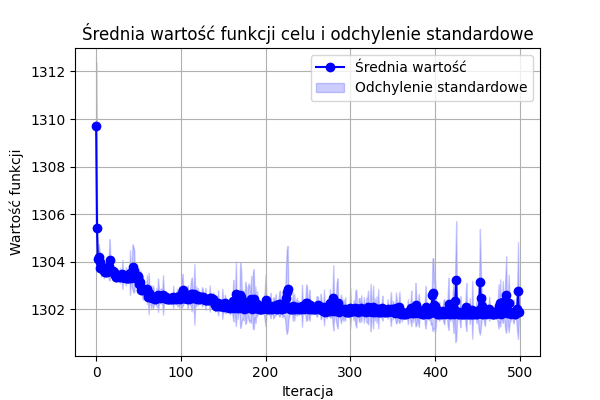 Średnia wartość funkcji celu i odchylenie standardowe
Średnia wartość
Odchylenie standardowe
Wartość funkcji
1312
1310
1308
1306
1304
1302
0 100 200 300 400 500
Iteracja